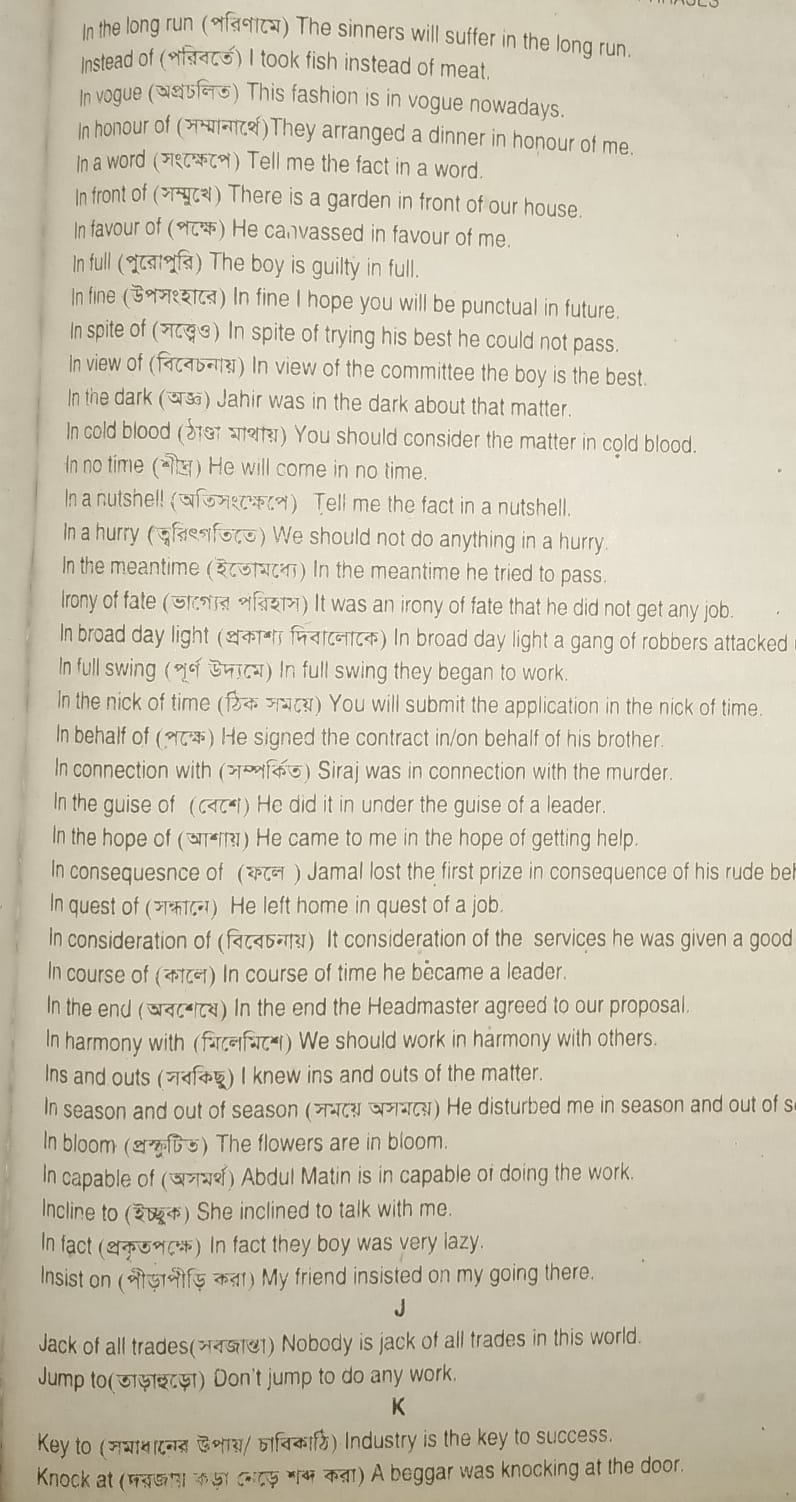 In the long run (পরিণামে) The sinners will suffer in the long run.
Instead of (পরিবর্তে) I took fish instead of meat.
In vogue (অপ্রচলিত) This fashion is in vogue nowadays.
In honour of (সম্মানার্থে)They arranged a dinner in honour of me.
In a word (সংক্ষেপে) Tell me the fact in a word.
In front of (সম্মুখে) There is a garden in front of our house.
In favour of (পক্ষে) He canvassed in favour of me.
In full (পুরোপুরি) The boy is guilty in full.
In fine (উপসংহারে) In fine I hope you will be punctual in future.
In spite of (সত্ত্বেও) In spite of trying his best he could not pass.
In view of (বিবেচনায়) In view of the committee the boy is the best.
In the dark (অজ্ঞ) Jahir was in the dark about that matter.
In cold blood (ঠাণ্ডা মাথায়) You should consider the matter in cold blood.
In no time (শীঘ্র) He will come in no time.
In a nutshell (অতিসংক্ষেপে) Tell me the fact in a nutshell.
In a hurry (ত্বরিৎগতিতে) We should not do anything in a hurry.
In the meantime (ইতোমধ্যে) In the meantime he tried to pass.
Irony of fate (ভাগ্যের পরিহাস) It was an irony of fate that he did not get any job.
In broad day light (প্রকাশ্য দিবালোকে) In broad day light a gang of robbers attacked
In full swing (পূর্ণ উদ্যমে) In full swing they began to work.
In the nick of time (ঠিক সময়ে) You will submit the application in the nick of time.
In behalf of (পক্ষে) He signed the contract in/on behalf of his brother.
In connection with (সম্পর্কিত) Siraj was in connection with the murder.
In the guise of (বেশে) He did it in under the guise of a leader.
In the hope of (আশায়) He came to me in the hope of getting help.
In consequesnce of (ফলে ) Jamal lost the first prize in consequence of his rude beh
In quest of (সন্ধানে) He left home in quest of a job.
In consideration of (বিবেচনায়) It consideration of the services he was given a good
In course of (কালে) In course of time he became a leader.
In the end (অবশেষে) In the end the Headmaster agreed to our proposal.
In harmony with (মিলেমিশে) We should work in harmony with others.
Ins and outs (সবকিছু) I knew ins and outs of the matter.
In season and out of season (সময়ে অসময়ে) He disturbed me in season and out of s
In bloom (প্রস্ফুটিত) The flowers are in bloom.
In capable of (অসমর্থ) Abdul Matin is in capable of doing the work.
Incline to (ইচ্ছুক) She inclined to talk with me.
In fact (প্রকৃতপক্ষে) In fact they boy was very lazy.
Insist on (পীড়াপীড়ি করা) My friend insisted on my going there.
J
Jack of all trades(সবজান্তা) Nobody is jack of all trades in this world.
Jump to(তাড়াহুড়া) Don't jump to do any work.
K
Key to (সমাধানের উপায়/ চাবিকাঠি) Industry is the key to success.
Knock at (দরজায় কড়া নেড়ে শব্দ করা) A beggar was knocking at the door.